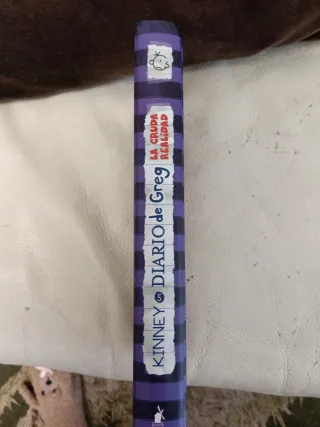 KINNEY 5 DIARIO de Greg
LA CRUDA
REALIDAD